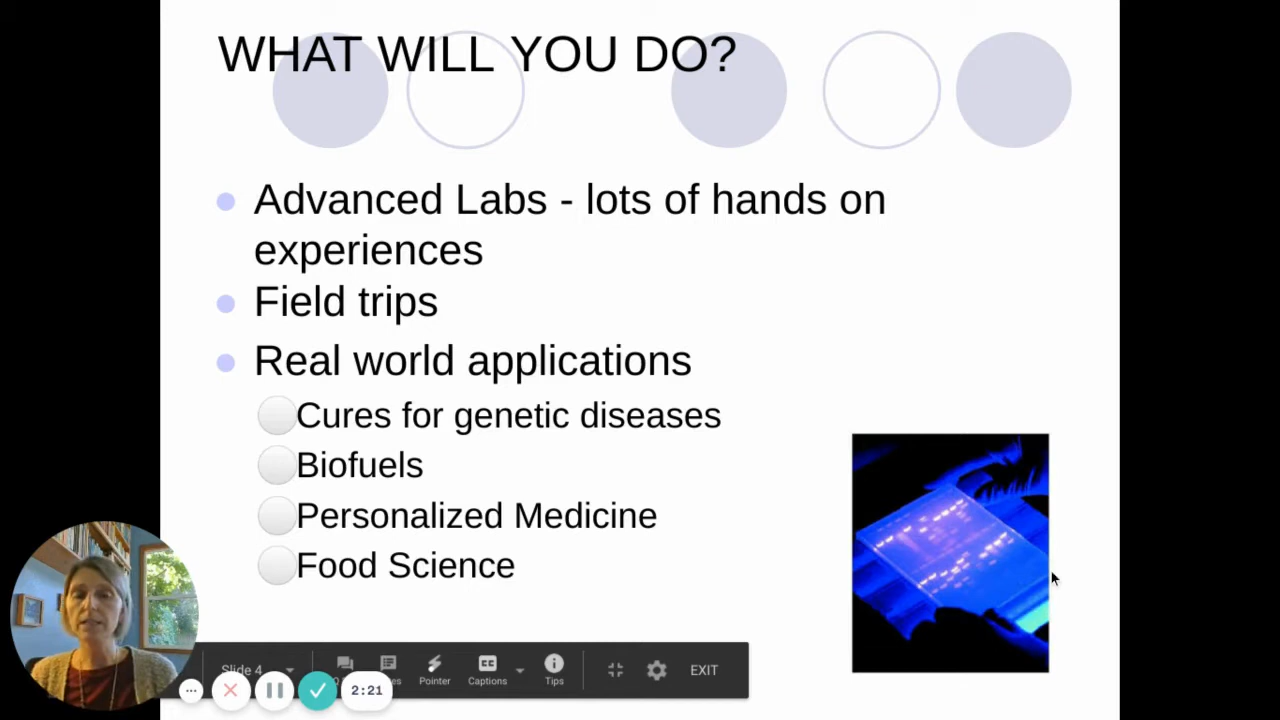 WHAT WILL YOU DO?
Advanced Labs - lots of hands on
experiences
Field trips
Real world applications
Cures for genetic diseases
Biofuels
Personalized Medicine
Food Science
Slide 4
Pointer
Captions
CC
Tips
EXIT
2:21